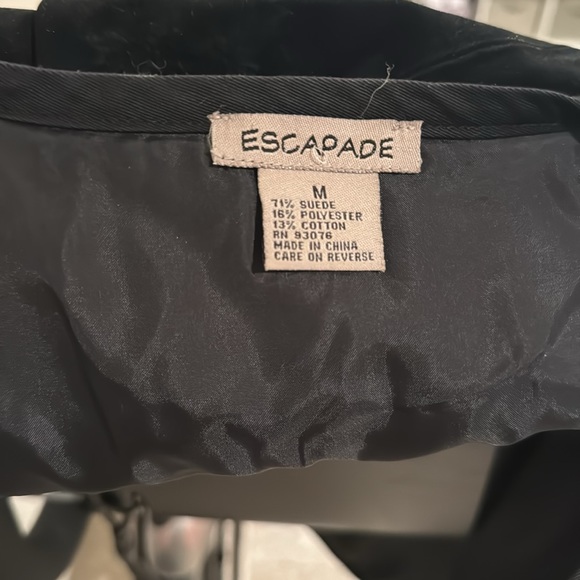 ESCAPADE
M
71% SUEDE
16% POLYESTER
13% COTTON
RN 93076
MADE IN CHINA
CARE ON REVERSE